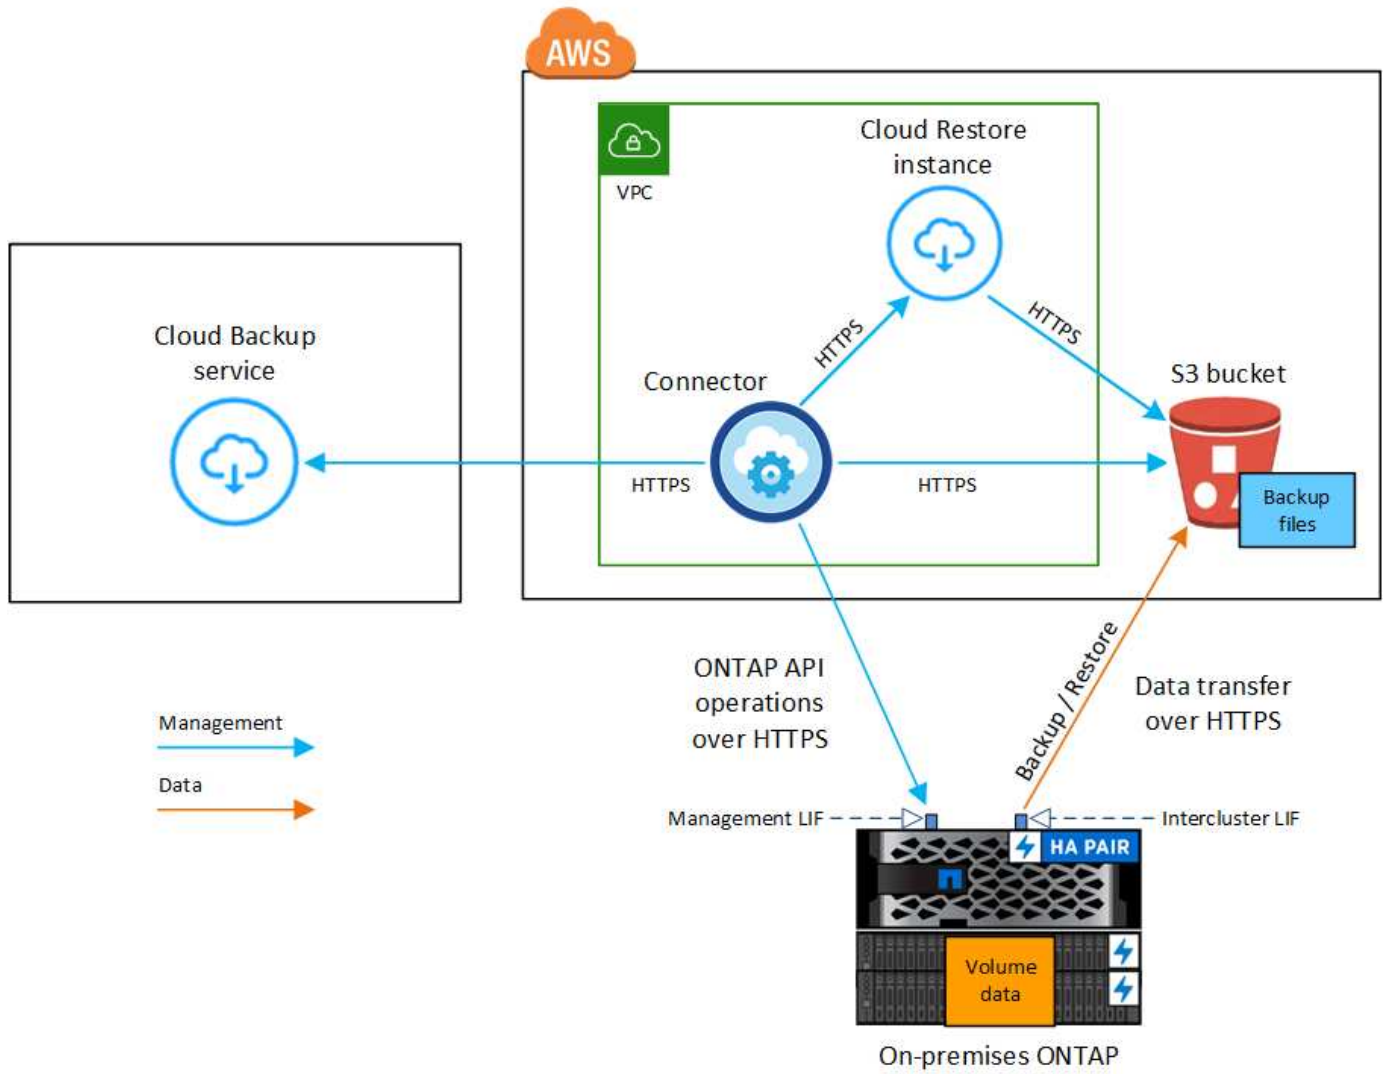 AWS
Cloud Restore
instance
VPC
HTTPS
HTTPS
Cloud Backup
service
Connector
S3 bucket
HTTPS
HTTPS
Backup
files
ONTAP API
operations
over HTTPS
Backup / Restore
Data transfer
over HTTPS
Management
Data
Management LIF
Intercluster LIF
HA PAIR
Volume
data
On-premises ONTAP